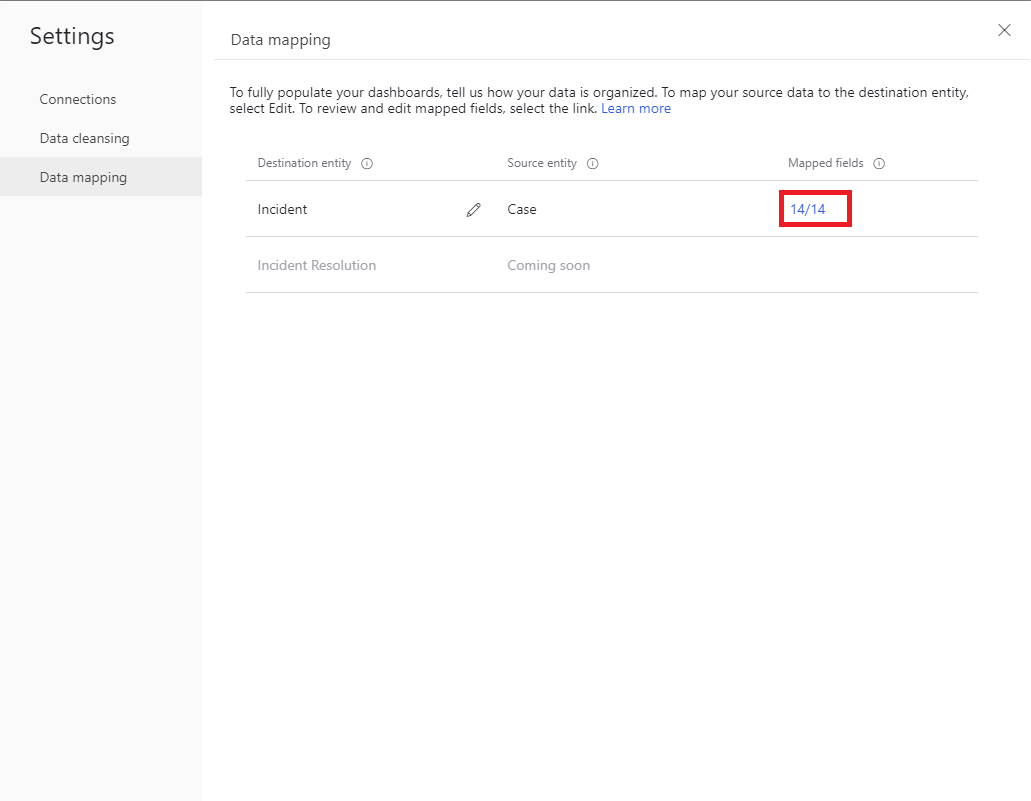 Settings
Connections
Data cleansing
Data mapping
Data mapping
To fully populate your dashboards, tell us how your data is organized. To map your source data to the destination entity,
select Edit. To review and edit mapped fields, select the link. Learn more
Destination entity Source entity Mapped fields
Incident Case 14/14
Incident Resolution Coming soon